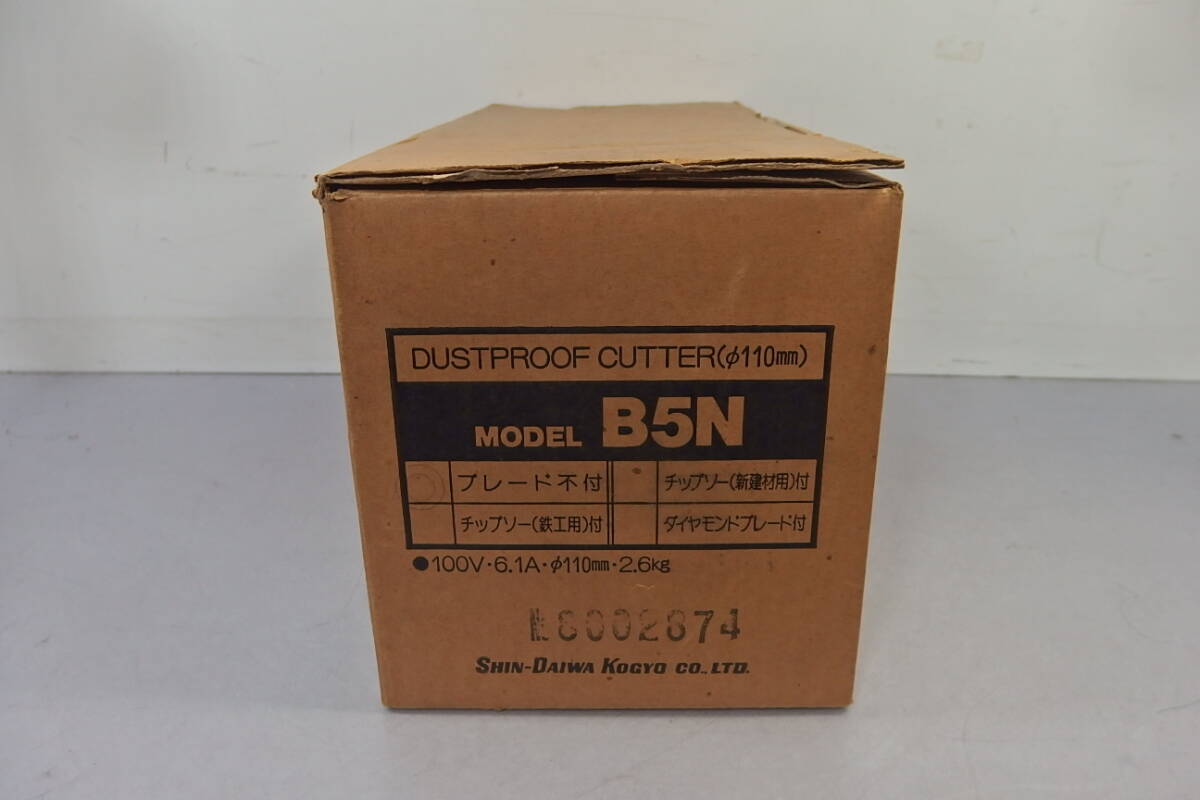 DUSTPROOF CUTTER(φ110mm)
MODEL B5N
ブレード不付 チップソー(新建材用)付
チップソー(鉄工用)付 ダイヤモンドブレード付
●100V・6.1A・φ110mm・2.6kg
SHIN-DAIWA KOGYO CO., LTD.